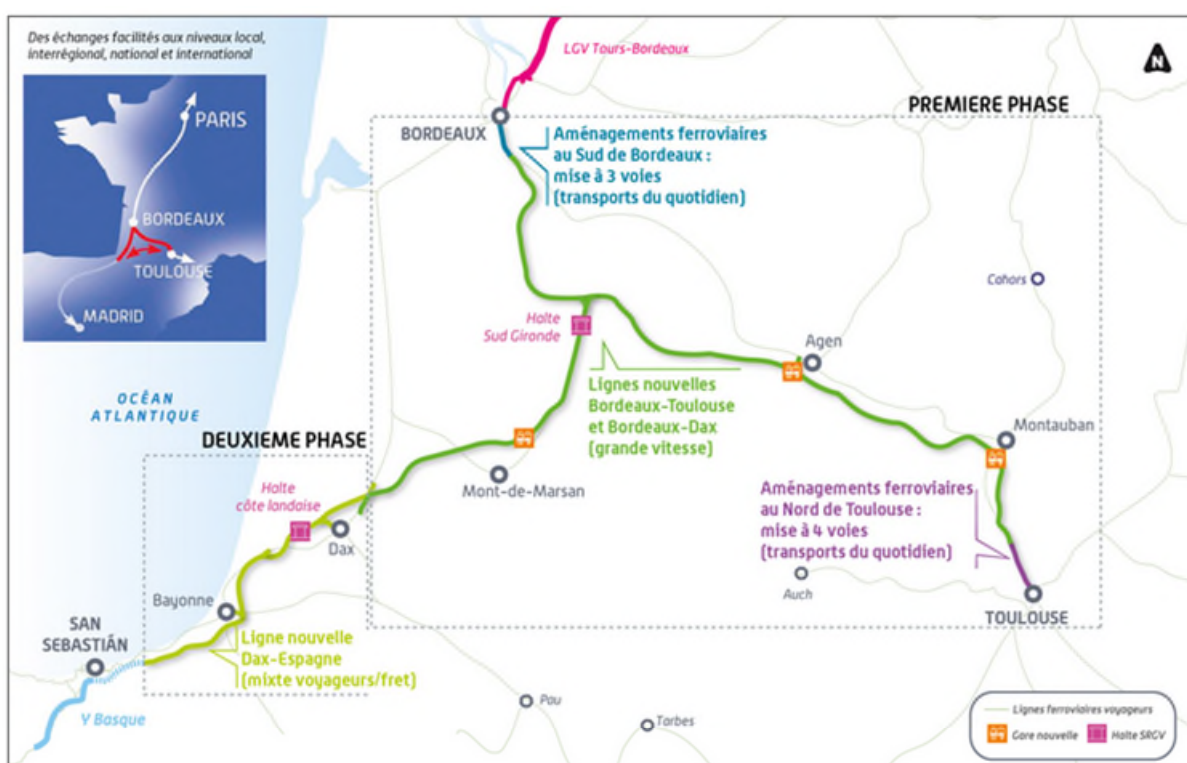 Des échanges facilités aux niveaux local,
interrégional, national et international
PARIS
BORDEAUX
TOULOUSE
MADRID
LGV Tours-Bordeaux
N
PREMIERE PHASE
BORDEAUX
Aménagements ferroviaires
au Sud de Bordeaux :
mise à 3 voies
(transports du quotidien)
Cahors
Halte
Sud Gironde
Agen
OCÉAN
ATLANTIQUE
Lignes nouvelles
Bordeaux-Toulouse
et Bordeaux-Dax
(grande vitesse)
DEUXIEME PHASE
Montauban
Mont-de-Marsan
Halte
côte landaise
Aménagements ferroviaires
au Nord de Toulouse :
mise à 4 voies
(transports du quotidien)
Dax
Auch
Bayonne
TOULOUSE
SAN
SEBASTIÁN
Ligne nouvelle
Dax-Espagne
(mixte voyageurs/fret)
Y Basque
Pau
Tarbes
Lignes ferroviaires voyageurs
Gare nouvelle
Halte SRGV